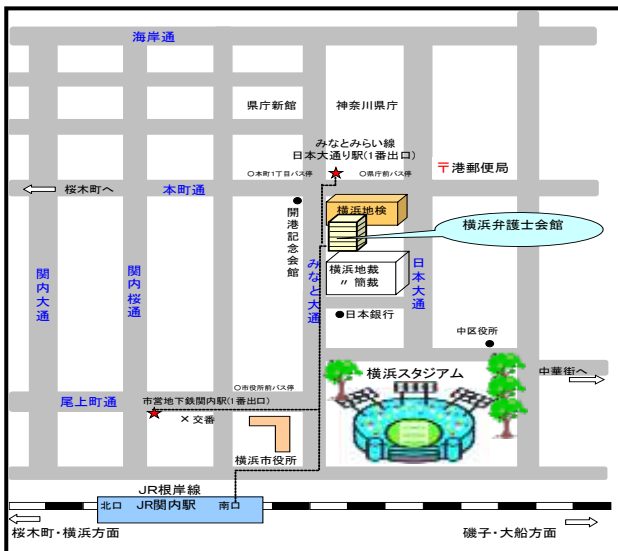 海岸通
県庁新館
神奈川県庁
みなとみらい線
日本大通り駅(1番出口)
〒港郵便局
○本町1丁目バス停
○県庁前バス停
桜木町へ
本町通
横浜地検
横浜弁護士会館
開港記念会館
関内大通
関内桜通
みなと大通
日本大通
横浜地裁
〃 簡裁
●日本銀行
中区役所
横浜スタジアム
中華街へ
○市役所前バス停
尾上町通
市営地下鉄関内駅(1番出口)
×交番
横浜市役所
JR根岸線
北口
JR関内駅
南口
桜木町・横浜方面
磯子・大船方面